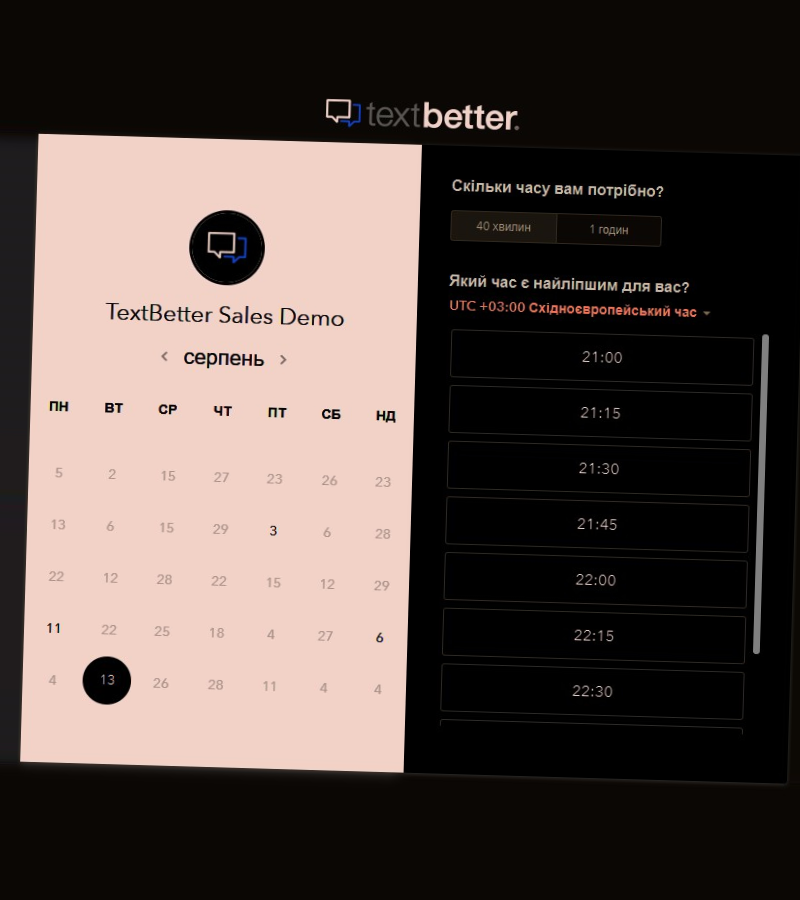 textbetter.
TextBetter Sales Demo
серпень
ПН ВТ СР ЧТ ПТ СБ НД
5 2 15 27 23 26 23
13 6 15 29 3 6 28
22 12 28 22 15 12 29
11 22 25 18 4 27 6
4 13 26 28 11 4 4
Скільки часу вам потрібно?
40 хвилин 1 годин
Який час є найліпшим для вас?
UTC +03:00 Східноєвропейський час
21:00
21:15
21:30
21:45
22:00
22:15
22:30